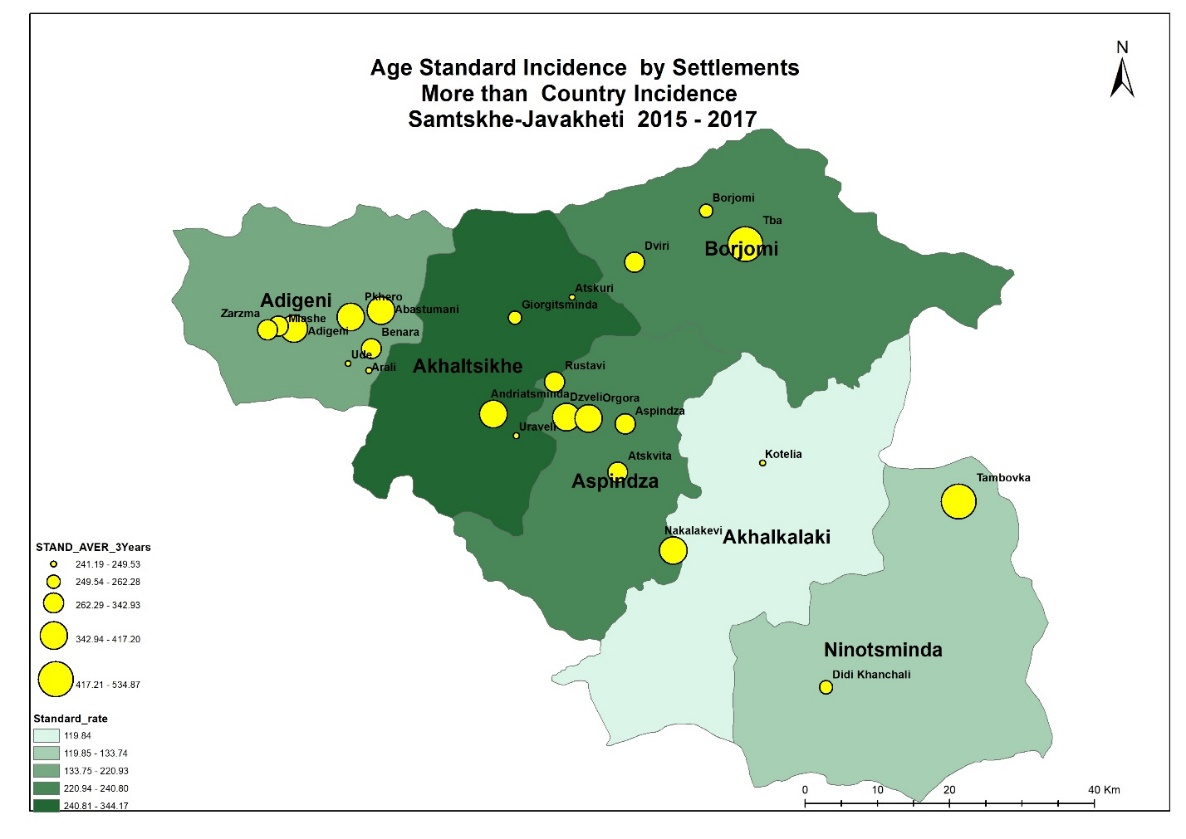 Age Standard Incidence by Settlements
More than Country Incidence
Samtskhe-Javakheti 2015 - 2017
N
Borjomi
Tba
Borjomi
Dviri
Atskuri
Giorgitsminda
Adigeni
Pkhero
Abastumani
Zarzma
Mlashe
Adigeni
Benara
Ude
Arali
Akhaltsikhe
Rustavi
Andriatsminda
Dzveli
Orgora
Aspindza
Uraveli
Atskvita
Aspindza
Kotelia
Tambovka
Nakalakevi
Akhalkalaki
Ninotsminda
Didi Khanchali
STAND_AVER_3Years
241.19 - 249.53
249.54 - 262.28
262.29 - 342.93
342.94 - 417.20
417.21 - 534.87
Standard_rate
119.84
119.85 - 133.74
133.75 - 220.93
220.94 - 240.80
240.81 - 344.17
0 10 20 40 Km